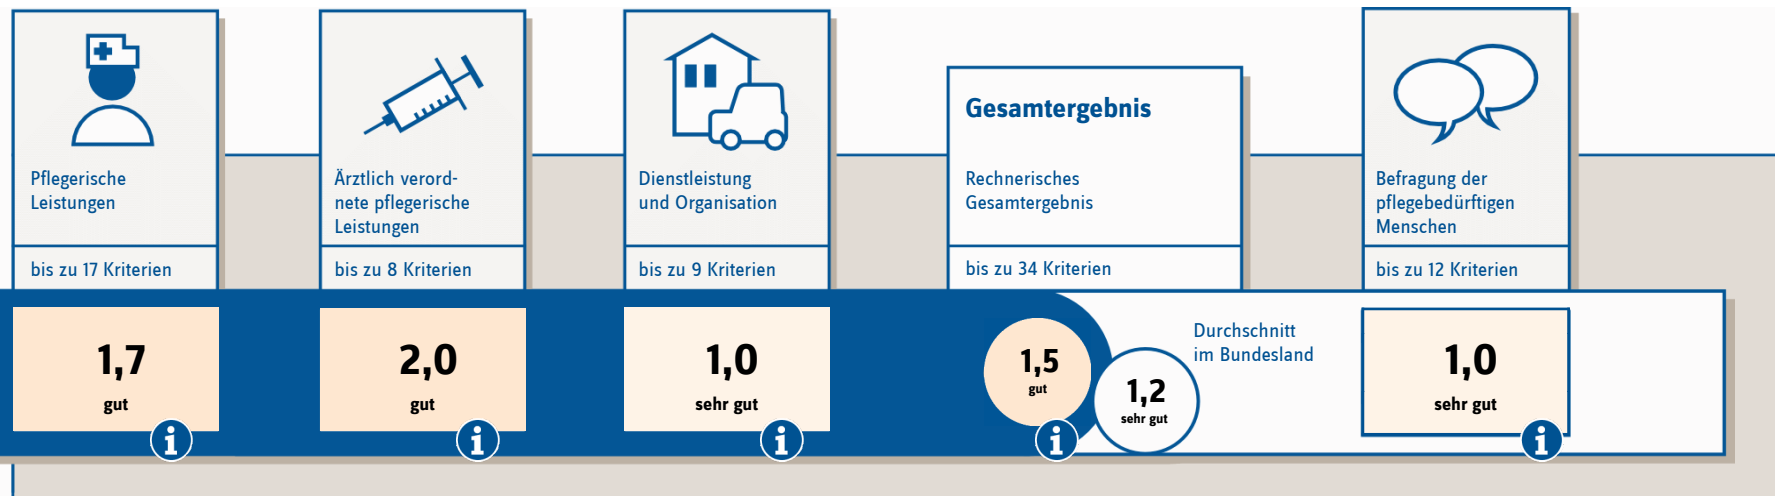 Pflegerische
Leistungen
bis zu 17 Kriterien
1,7
gut
i
Ärztlich verord-
nete pflegerische
Leistungen
bis zu 8 Kriterien
2,0
gut
i
Dienstleistung
und Organisation
bis zu 9 Kriterien
1,0
sehr gut
i
Gesamtergebnis
Rechnerisches
Gesamtergebnis
bis zu 34 Kriterien
1,5
gut
i
1,2
sehr gut
Durchschnitt
im Bundesland
Befragung der
pflegebedürftigen
Menschen
bis zu 12 Kriterien
1,0
sehr gut
i